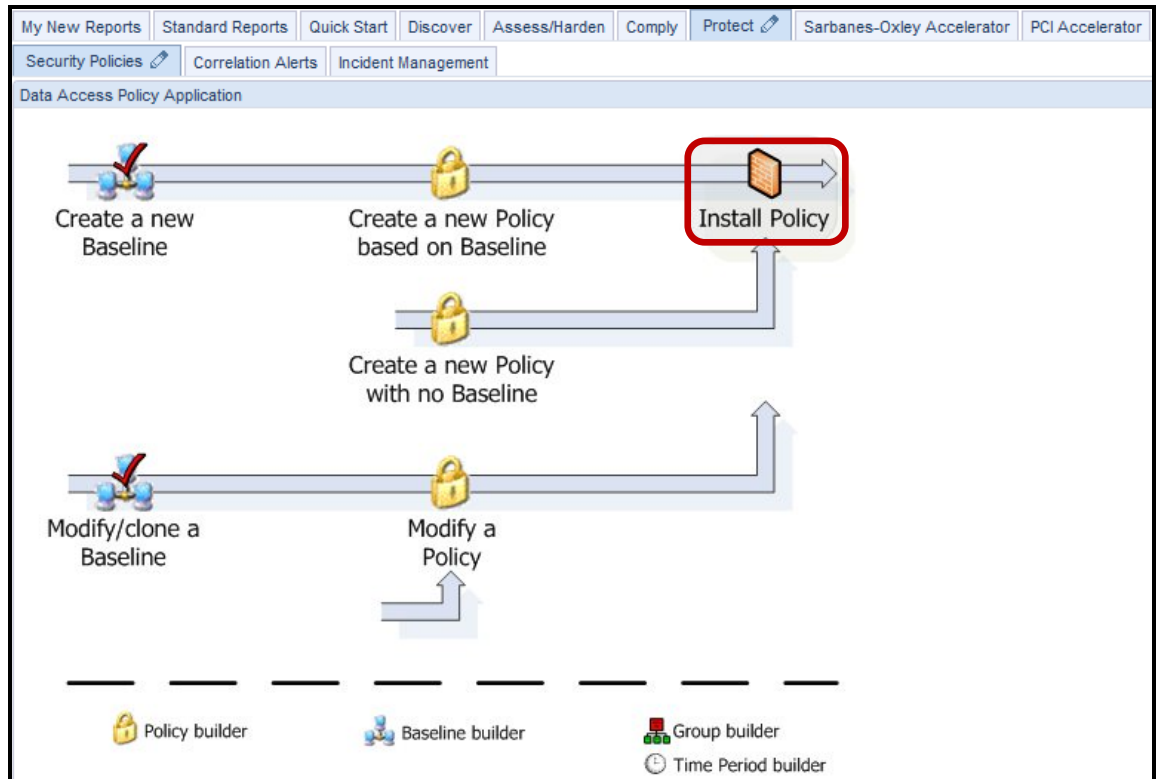 My New Reports Standard Reports Quick Start Discover Assess/Harden Comply Protect Sarbanes-Oxley Accelerator PCI Accelerator
Security Policies Correlation Alerts Incident Management
Data Access Policy Application
Create a new
Baseline
Create a new Policy
based on Baseline
Install Policy
Create a new Policy
with no Baseline
Modify/clone a
Baseline
Modify a
Policy
Policy builder
Baseline builder
Group builder
Time Period builder